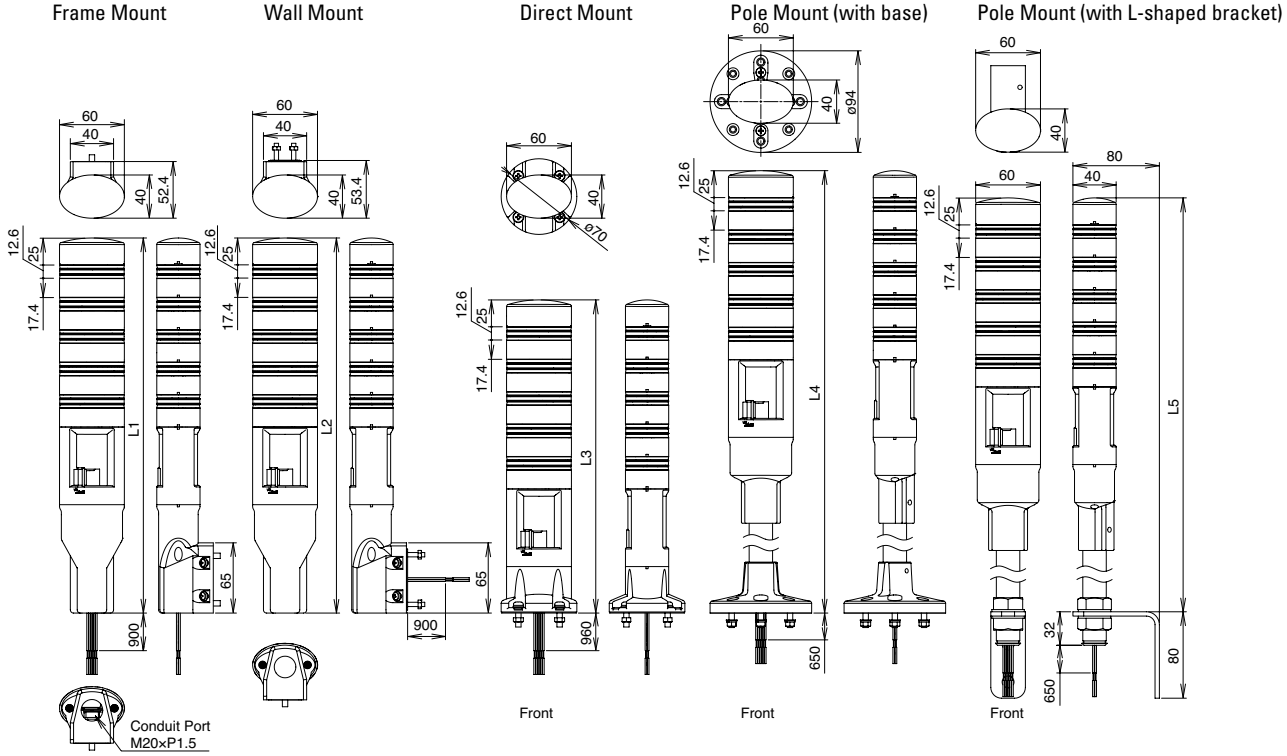 Frame Mount
Wall Mount
Direct Mount
Pole Mount (with base)
Pole Mount (with L-shaped bracket)
60
40
40
52.4
12.6
25
17.4
L1
65
900
Conduit Port
M20×P1.5
60
40
40
53.4
12.6
25
17.4
L2
65
900
60
40
ø70
12.6
25
17.4
L3
960
Front
60
40
ø94
12.6
25
17.4
L4
650
Front
60
40
80
60
40
12.6
25
17.4
L5
32
650
80
Front